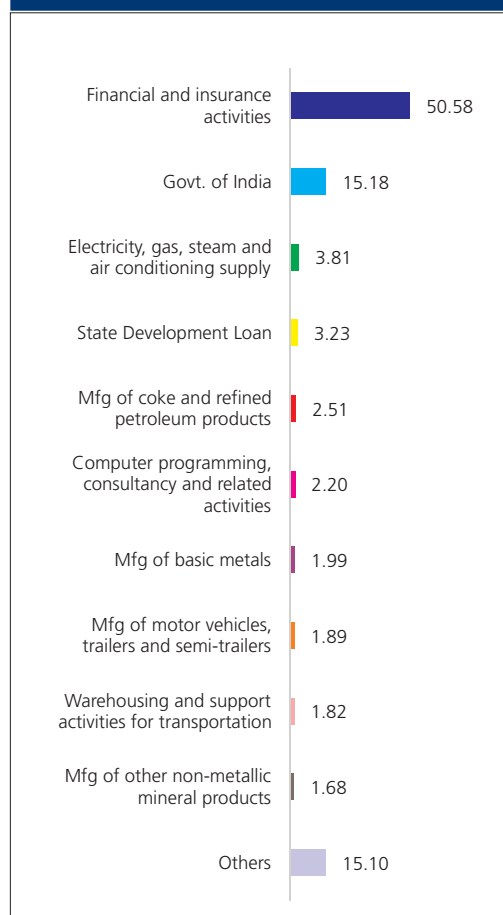 Financial and insurance
activities
50.58
Govt. of India
15.18
Electricity, gas, steam and
air conditioning supply
3.81
State Development Loan
3.23
Mfg of coke and refined
petroleum products
2.51
Computer programming,
consultancy and related
activities
2.20
Mfg of basic metals
1.99
Mfg of motor vehicles,
trailers and semi-trailers
1.89
Warehousing and support
activities for transportation
1.82
Mfg of other non-metallic
mineral products
1.68
Others
15.10